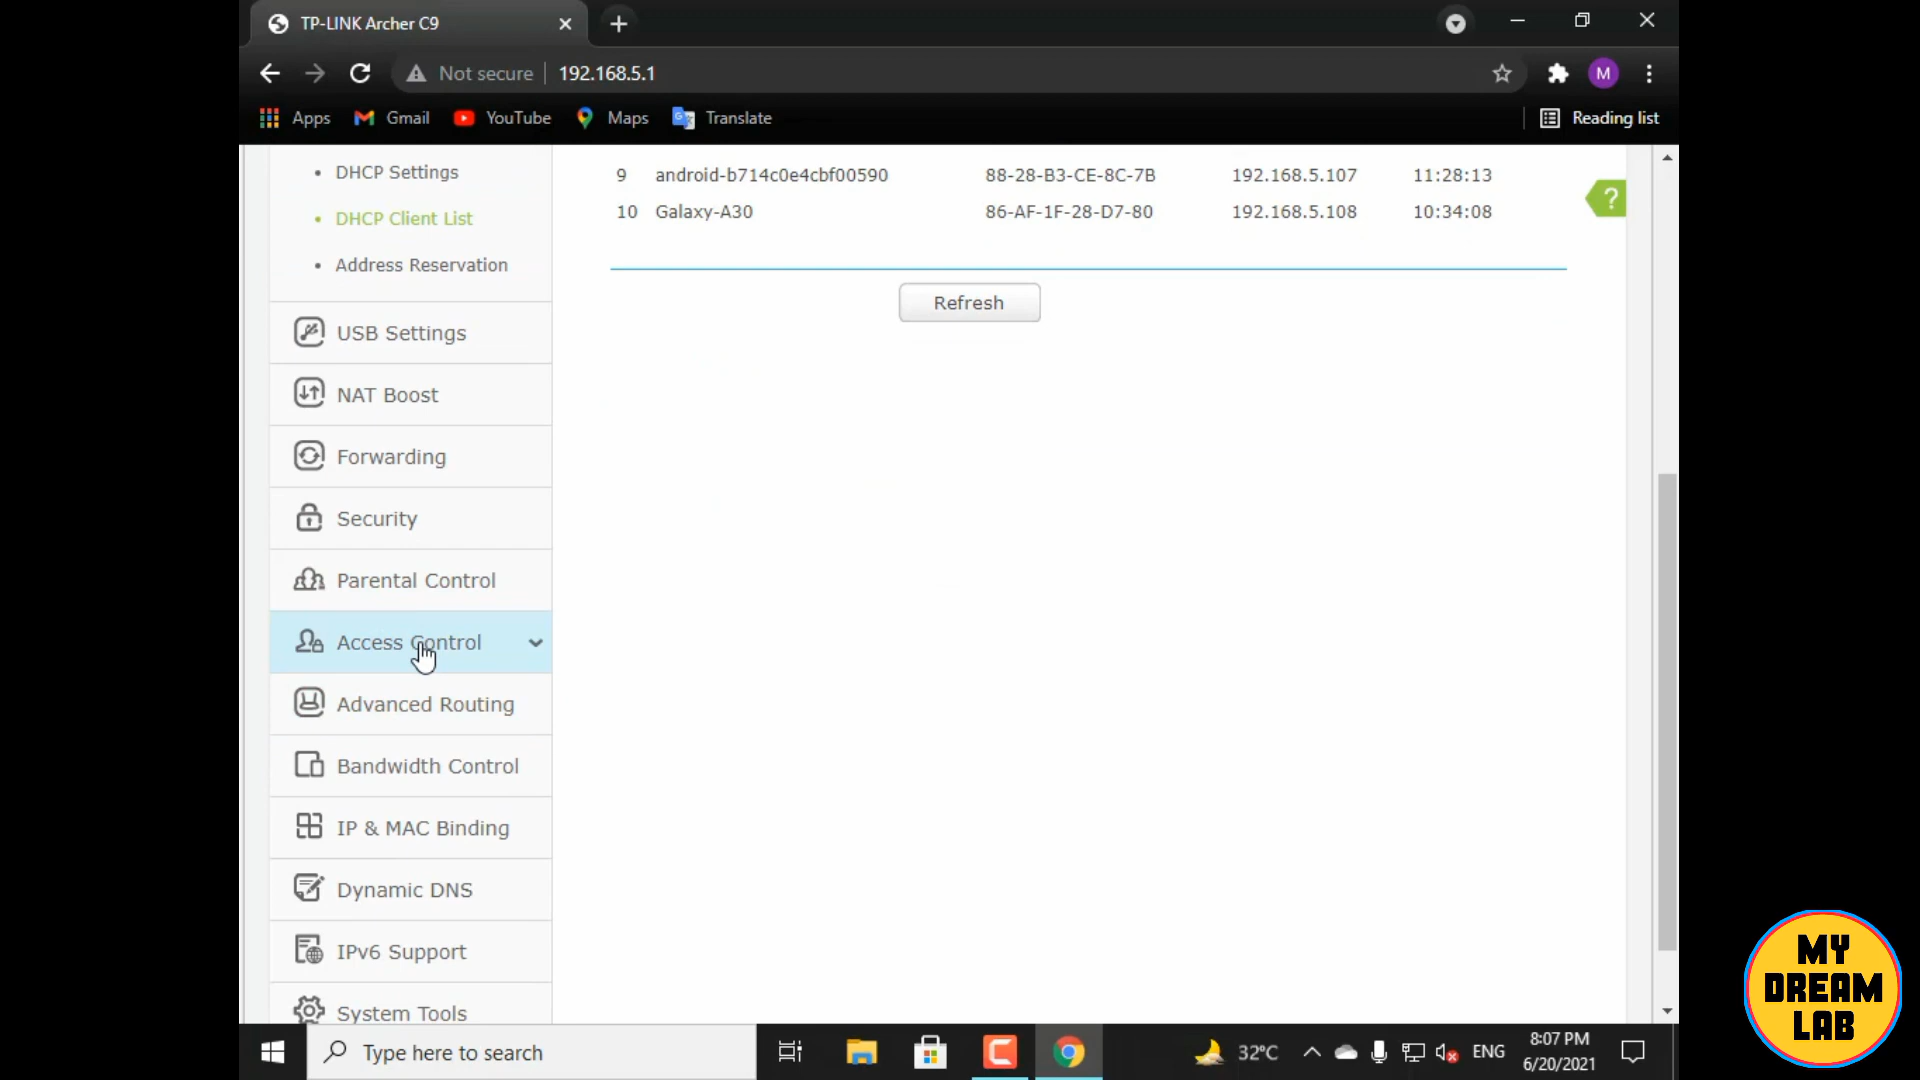 TP-LINK Archer C9
Not secure 192.168.5.1
Apps Gmail YouTube Maps Translate Reading list
DHCP Settings
DHCP Client List
Address Reservation
9 android-b714c0e4cbf00590 88-28-B3-CE-8C-7B 192.168.5.107 11:28:13
10 Galaxy-A30 86-AF-1F-28-D7-80 192.168.5.108 10:34:08
?
Refresh
USB Settings
NAT Boost
Forwarding
Security
Parental Control
Access Control
Advanced Routing
Bandwidth Control
IP & MAC Binding
Dynamic DNS
IPv6 Support
System Tools
Type here to search
32°C ENG
8:07 PM
6/20/2021
M
MY
DREAM
LAB